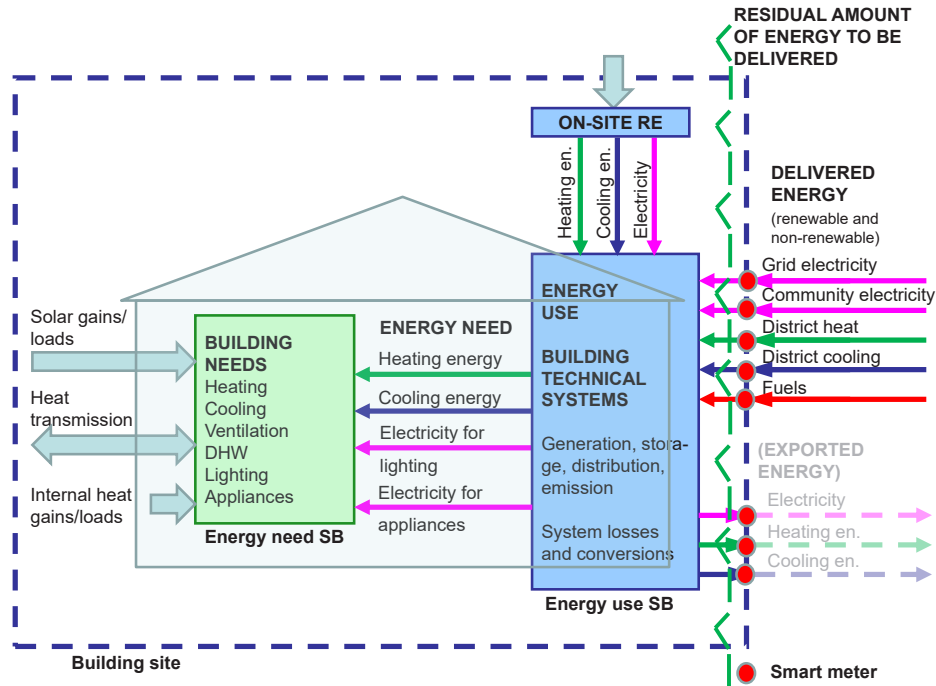 RESIDUAL AMOUNT
OF ENERGY TO BE
DELIVERED
ON-SITE RE
Heating en.
Cooling en.
Electricity
DELIVERED
ENERGY
(renewable and
non-renewable)
Grid electricity
Community electricity
District heat
District cooling
Fuels
(EXPORTED
ENERGY)
Electricity
Heating en.
Cooling en.
ENERGY
USE
BUILDING
TECHNICAL
SYSTEMS
Generation, stora-
ge, distribution,
emission
System losses
and conversions
Energy use SB
ENERGY NEED
Heating energy
Cooling energy
Electricity for
lighting
Electricity for
appliances
BUILDING
NEEDS
Heating
Cooling
Ventilation
DHW
Lighting
Appliances
Energy need SB
Solar gains/
loads
Heat
transmission
Internal heat
gains/loads
Building site
Smart meter